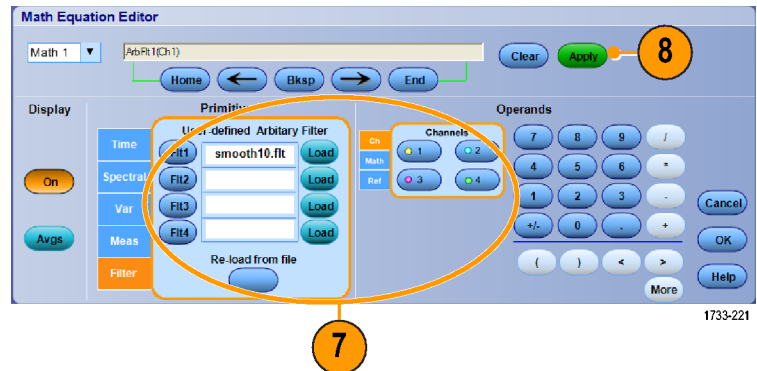 Math Equation Editor
Math 1
ArbFlt1(Ch1)
Clear
Apply
8
Home
Bksp
End
Display
On
Avgs
Time
Spectral
Var
Meas
Filter
User-defined Arbitary Filter
Flt1 smooth10.flt Load
Flt2 Load
Flt3 Load
Flt4 Load
Re-load from file
Operands
Ch
Math
Ref
Channels
1 2
3 4
7 8 9 /
4 5 6 *
1 2 3 -
+/- 0 . +
( ) < >
More
Cancel
OK
Help
7
1733-221